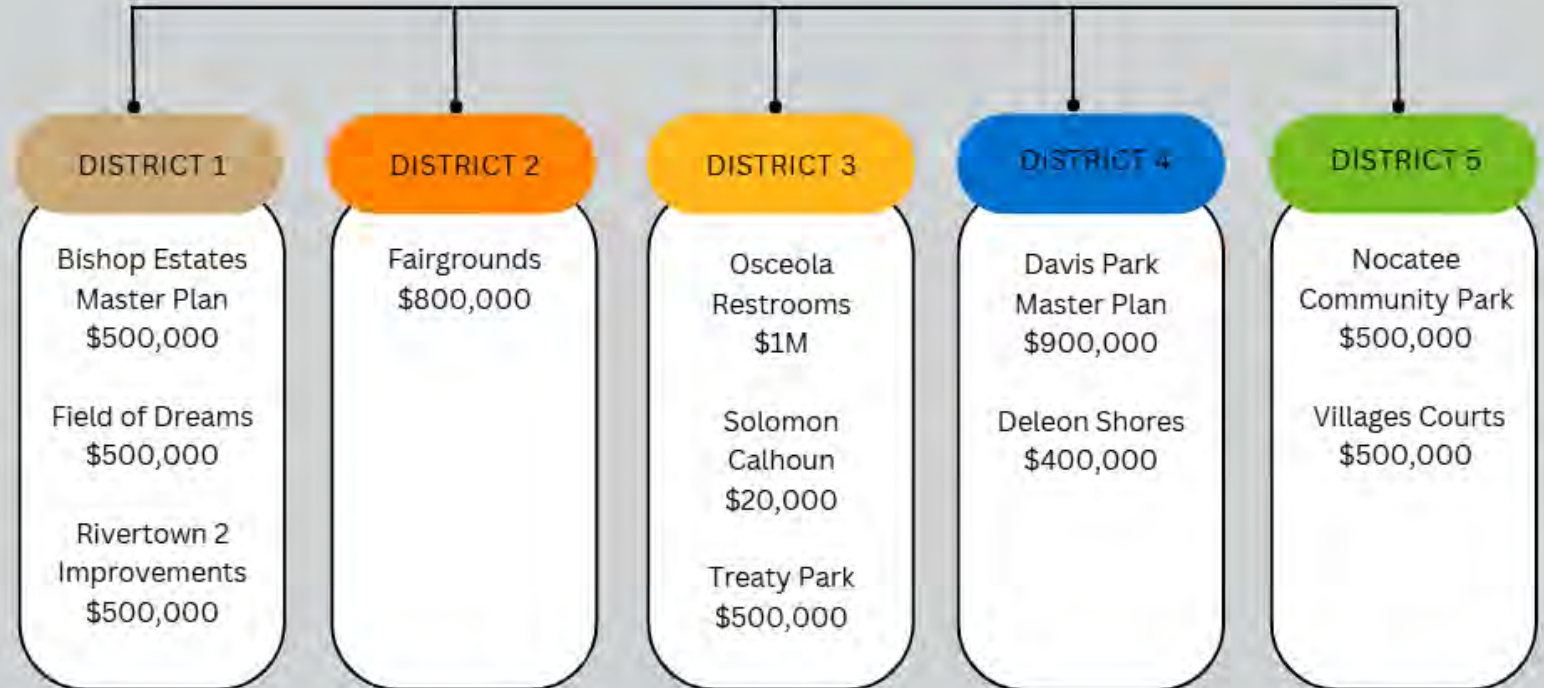 DISTRICT 1
Bishop Estates
Master Plan
$500,000
Field of Dreams
$500,000
Rivertown 2
Improvements
$500,000
DISTRICT 2
Fairgrounds
$800,000
DISTRICT 3
Osceola
Restrooms
$1M
Solomon
Calhoun
$20,000
Treaty Park
$500,000
DISTRICT 4
Davis Park
Master Plan
$900,000
Deleon Shores
$400,000
DISTRICT 5
Nocatee
Community Park
$500,000
Villages Courts
$500,000